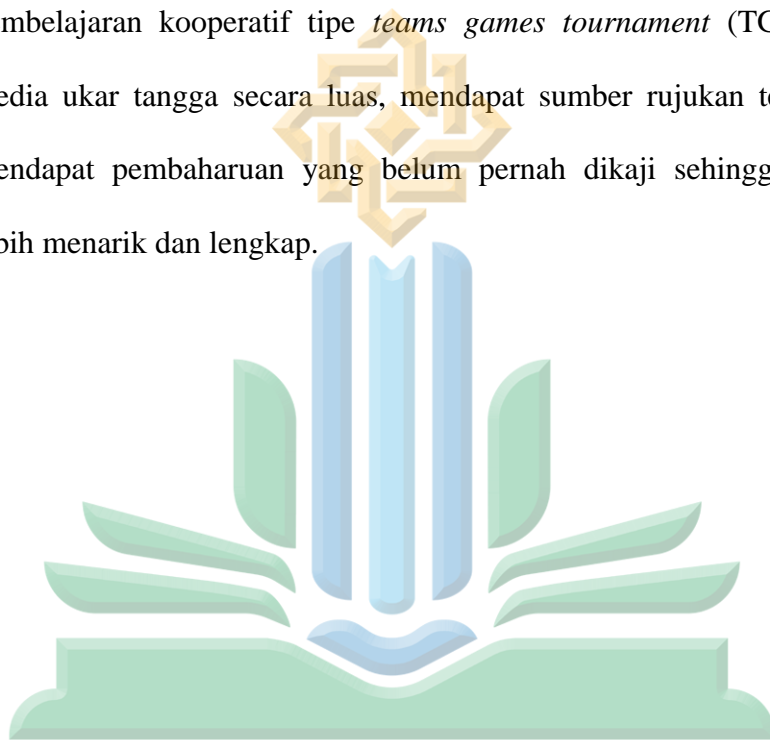 embelajaran kooperatif tipe teams games tournament (TG
edia ukar tangga secara luas, mendapat sumber rujukan te
endapat pembaharuan yang belum pernah dikaji sehingg
bih menarik dan lengkap.